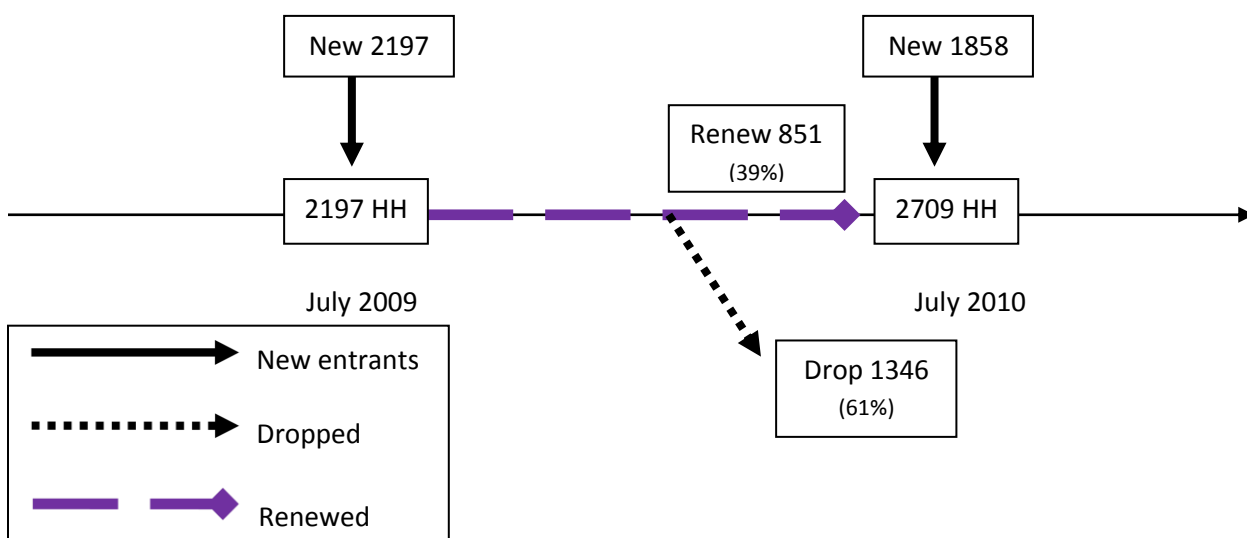 New 2197
New 1858
Renew 851
(39%)
2197 HH
2709 HH
July 2009
July 2010
New entrants
Drop 1346
(61%)
Dropped
Renewed